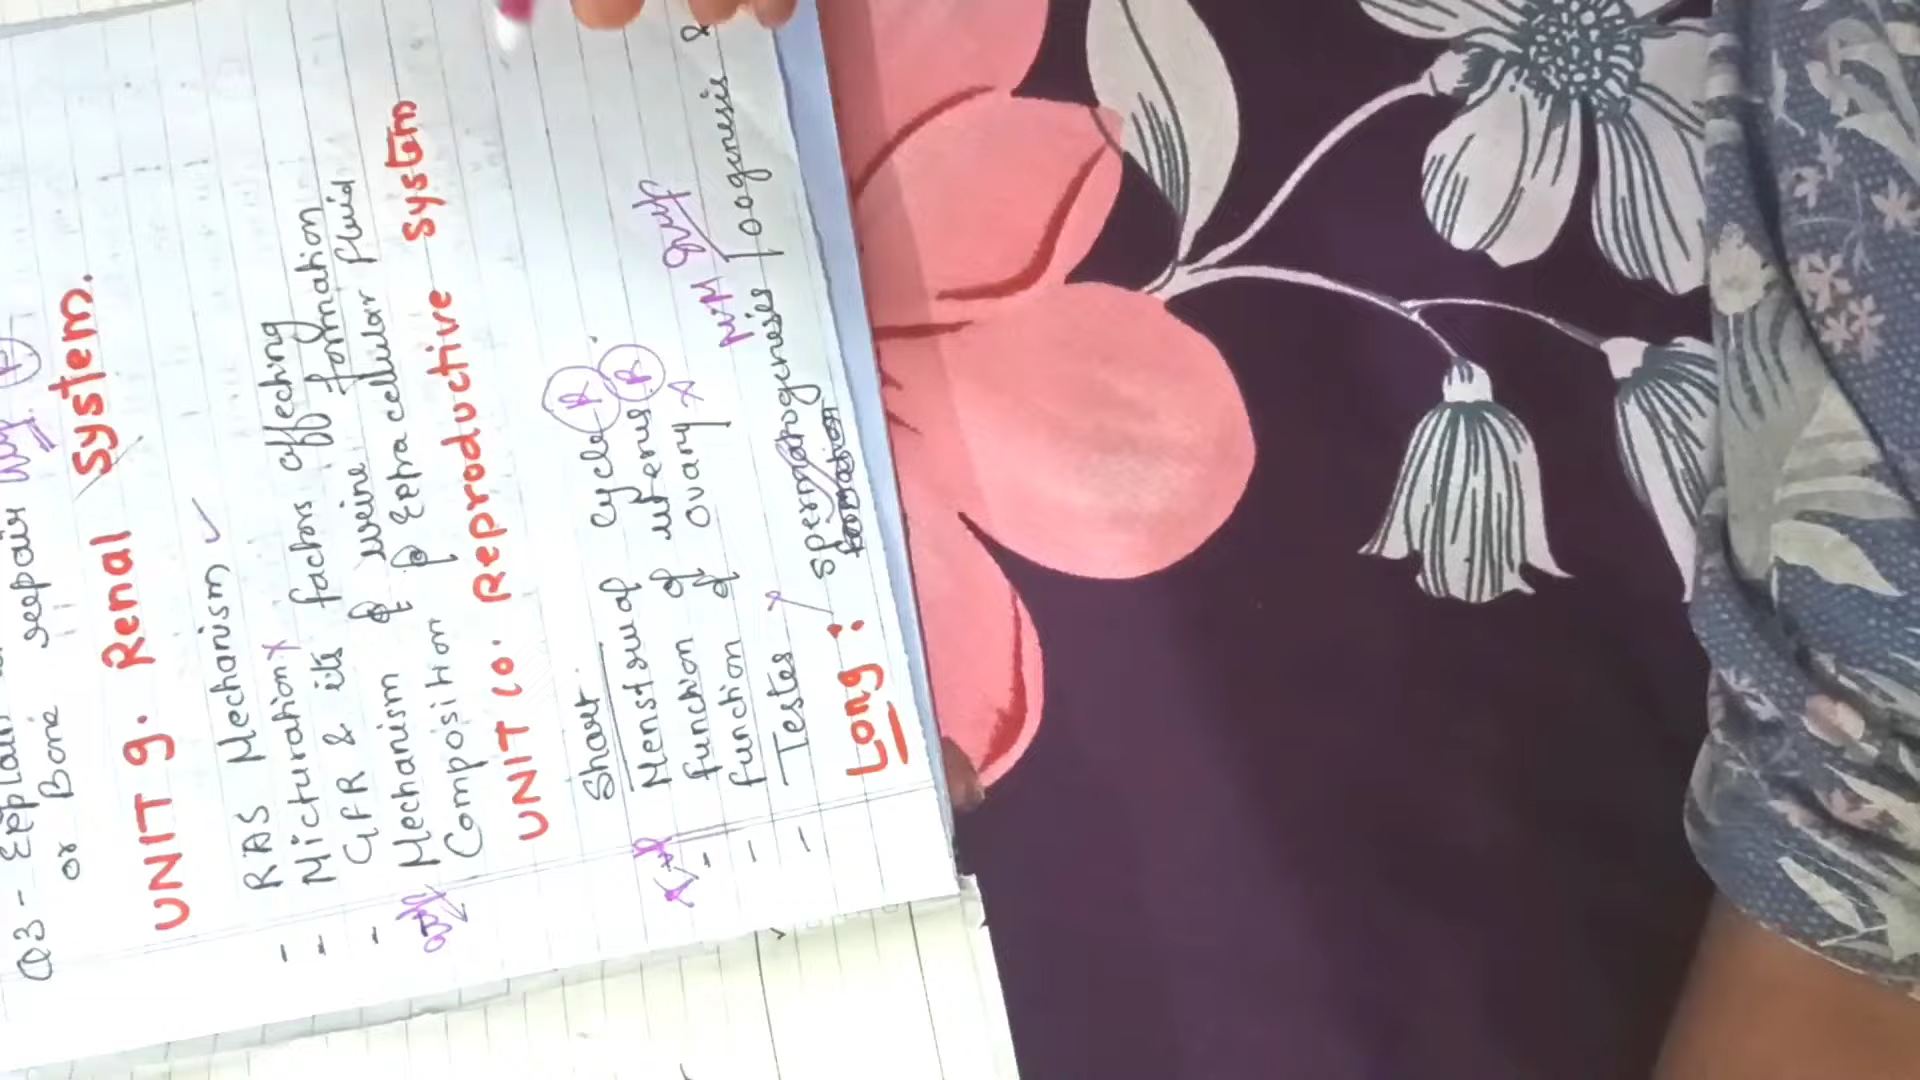 Q3 - Explain
or Bone repair
UNIT 9. Renal System.
- RAS Mechanism ✓
- Micturation x
- GFR & its factors affecting
Mechanism of urine formation
Composition of Extra cellular fluid
UNIT 10. Reproductive System
Short.
Menstrual cycle R
- function of uterus R
- function of ovary x
- Testes x
Long : spermatogenesis / oogenesis &
formation